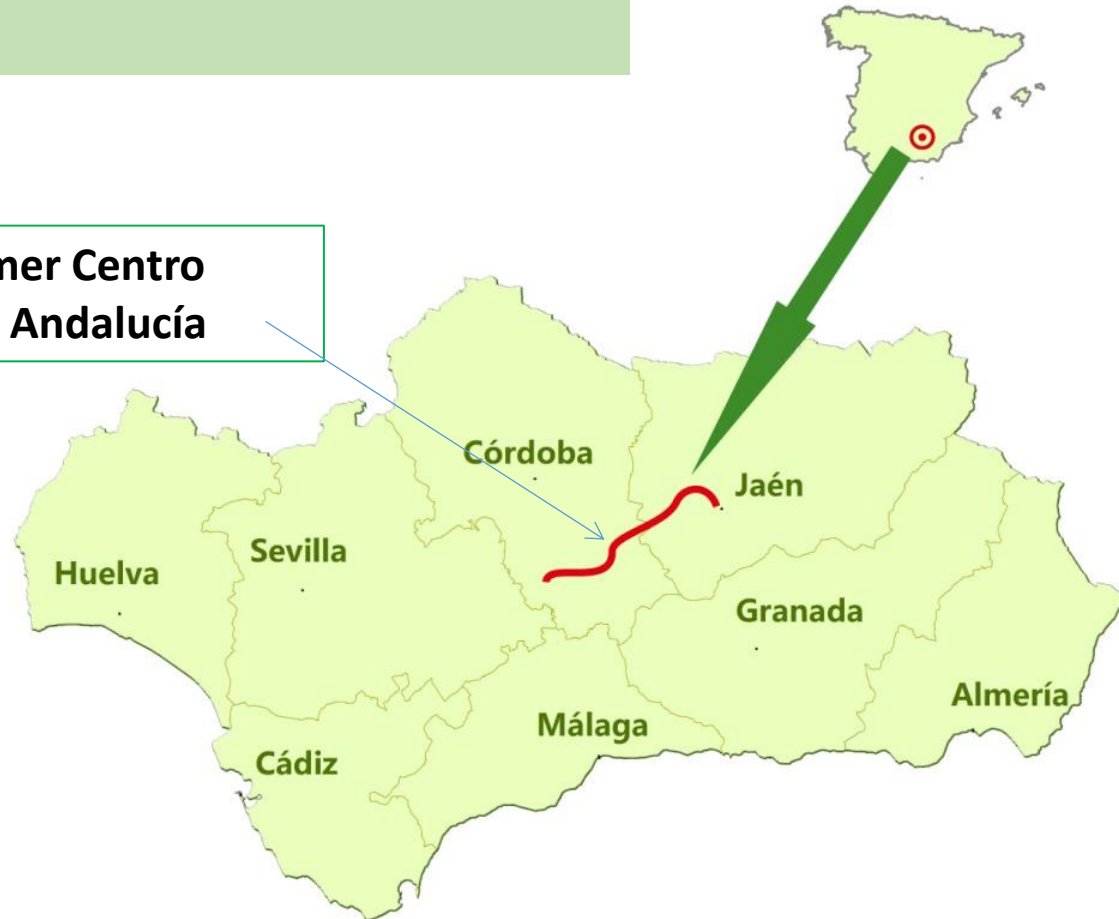 mer Centro
Andalucía
Córdoba
Jaén
Sevilla
Huelva
Granada
Almería
Málaga
Cádiz